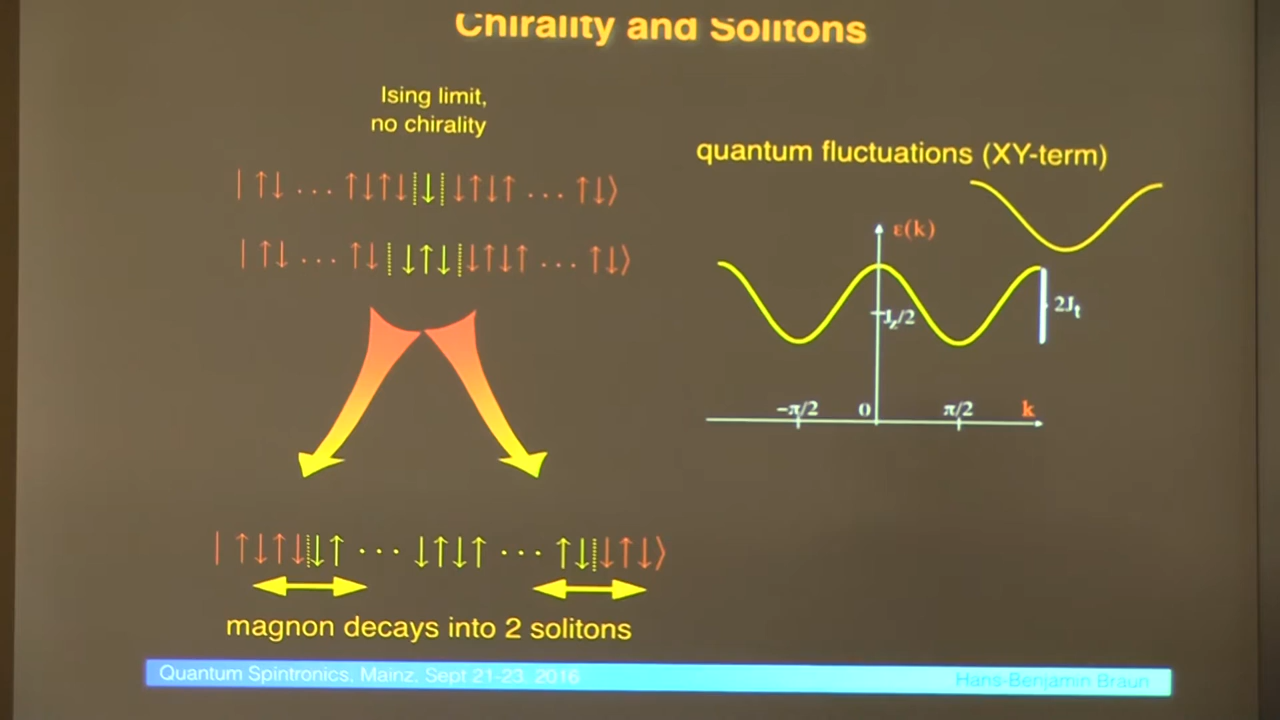 Chirality and Solitons
Ising limit,
no chirality
quantum fluctuations (XY-term)
| ↑↓ ... ↑↓↑↓┊↓┊↓↑↓↑ ... ↑↓⟩
| ↑↓ ... ↑↓┊↓↑↓┊↓↑↓↑ ... ↑↓⟩
ε(k)
J_z/2
2J_t
-π/2 0 π/2 k
| ↑↓↑↓┊↓↑ ... ↓↑↓↑ ... ↑↓┊↓↑↓⟩
magnon decays into 2 solitons
Quantum Spintronics, Mainz, Sept 21-23, 2016
Hans-Benjamin Braun